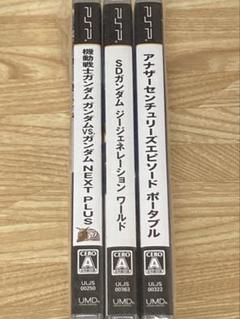 PSP
機動戦士ガンダム ガンダムVS.ガンダム NEXT PLUS
CERO
A
ULJS
00250
UMD
PSP
SDガンダム ジージェネレーション ワールド
CERO
A
ULJS
00363
UMD
PSP
アナザーセンチュリーズエピソード ポータブル
CERO
A
ULJS
00322
UMD